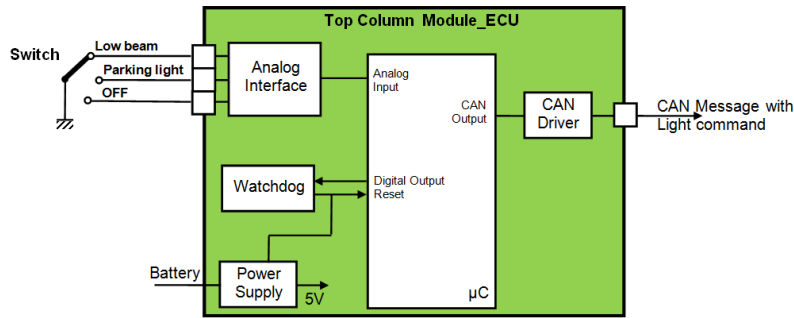 Top Column Module_ECU
Switch
Low beam
Parking light
OFF
Analog
Interface
Analog
Input
CAN
Output
CAN
Driver
CAN Message with
Light command
Watchdog
Digital Output
Reset
Battery
Power
Supply
5V
µC